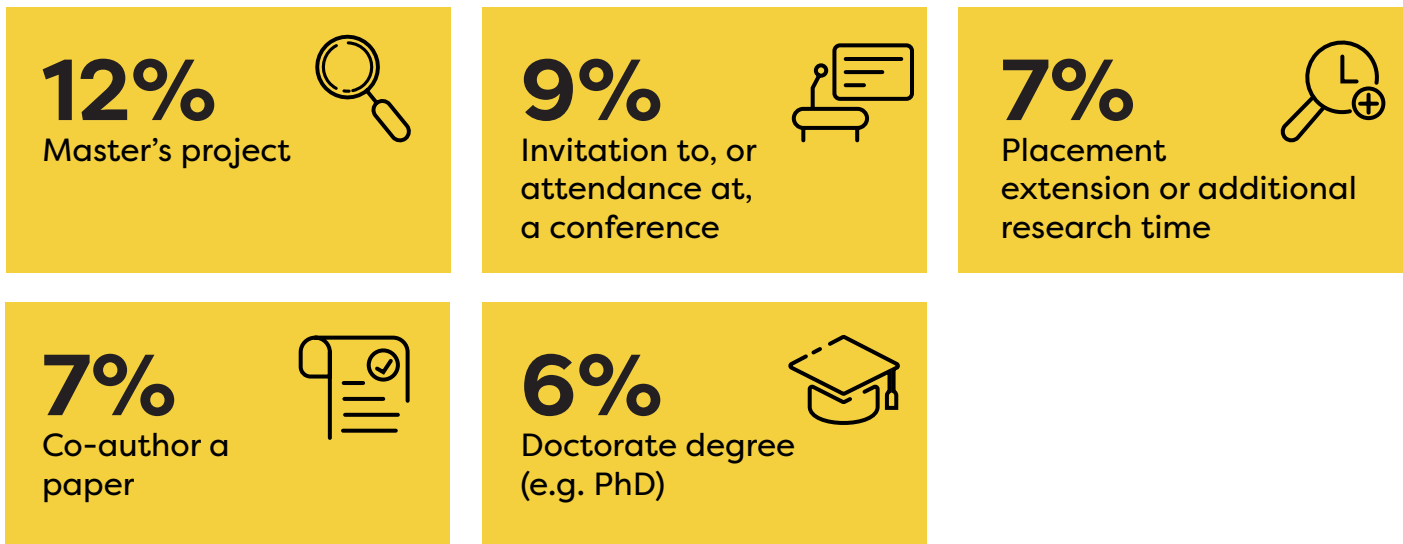 12%
Master’s project
9%
Invitation to, or
attendance at,
a conference
7%
Placement
extension or additional
research time
7%
Co-author a
paper
6%
Doctorate degree
(e.g. PhD)